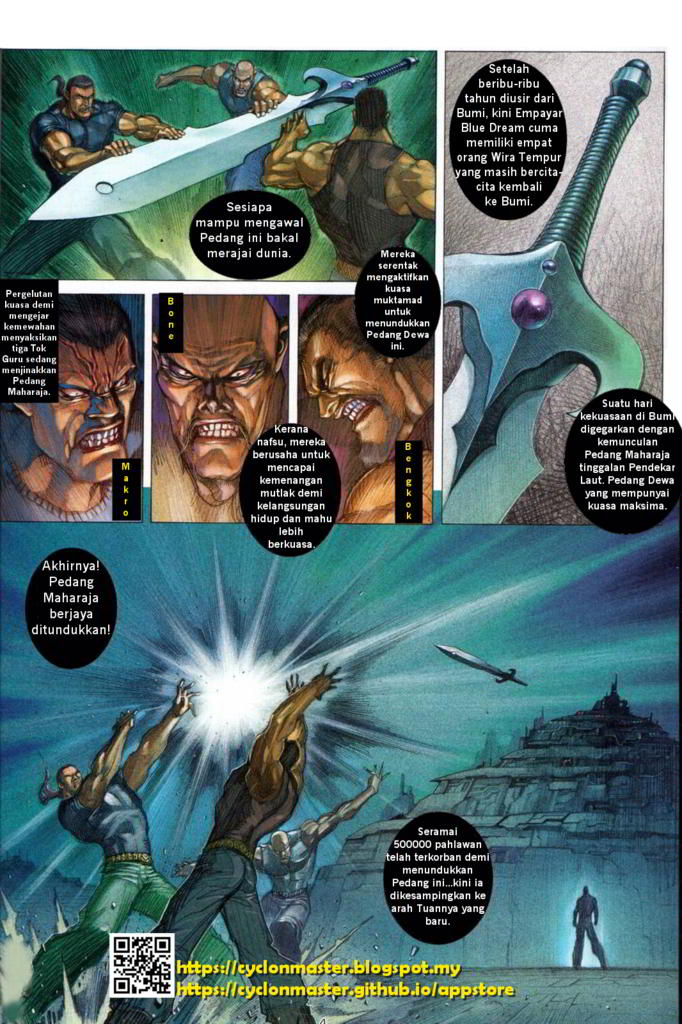 Sesiapa
mampu mengawal
Pedang ini bakal
merajai dunia.
Setelah
beribu-ribu
tahun diusir dari
Bumi, kini Empayar
Blue Dream cuma
memiliki empat
orang Wira Tempur
yang masih bercita-
cita kembali
ke Bumi.
Pergelutan
kuasa demi
mengejar
kemewahan
menyaksikan
tiga Tok
Guru sedang
menjinakkan
Pedang
Maharaja.
Makro
Bone
Kerana
nafsu, mereka
berusaha untuk
mencapai
kemenangan
mutlak demi
kelangsungan
hidup dan mahu
lebih
berkuasa.
Mereka
serentak
mengaktifkan
kuasa
muktamad
untuk
menundukkan
Pedang Dewa
ini.
Bengkok
Suatu hari
kekuasaan di Bumi
digegarkan dengan
kemunculan
Pedang Maharaja
tinggalan Pendekar
Laut. Pedang Dewa
yang mempunyai
kuasa maksima.
Akhirnya!
Pedang
Maharaja
berjaya
ditundukkan!
Seramai
500000 pahlawan
telah terkorban demi
menundukkan
Pedang ini...kini ia
dikesampingkan ke
arah Tuannya yang
baru.
https://cyclonmaster.blogspot.my
https://cyclonmaster.github.io/appstore